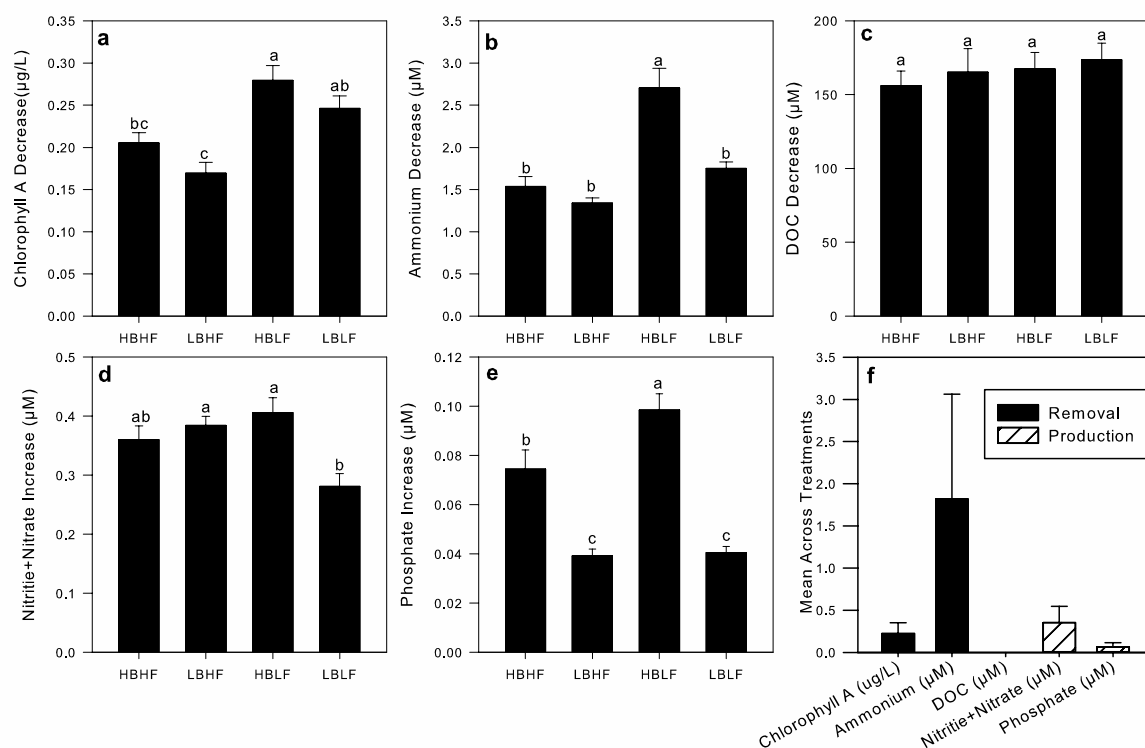 a
Chlorophyll A Decrease(µg/L)
0.35
0.30
0.25
0.20
0.15
0.10
0.05
0.00
bc
c
a
ab
HBHF
LBHF
HBLF
LBLF
b
Ammonium Decrease (µM)
3.5
3.0
2.5
2.0
1.5
1.0
0.5
0.0
b
b
a
b
HBHF
LBHF
HBLF
LBLF
c
DOC Decrease (µM)
200
150
100
50
0
a
a
a
a
HBHF
LBHF
HBLF
LBLF
d
Nitritie+Nitrate Increase (µM)
0.5
0.4
0.3
0.2
0.1
0.0
ab
a
a
b
HBHF
LBHF
HBLF
LBLF
e
Phosphate Increase (µM)
0.12
0.10
0.08
0.06
0.04
0.02
0.00
b
c
a
c
HBHF
LBHF
HBLF
LBLF
f
Mean Across Treatments
3.5
3.0
2.5
2.0
1.5
1.0
0.5
0.0
Removal
Production
Chlorophyll A (ug/L)
Ammonium (µM)
DOC (µM)
Nitritie+Nitrate (µM)
Phosphate (µM)